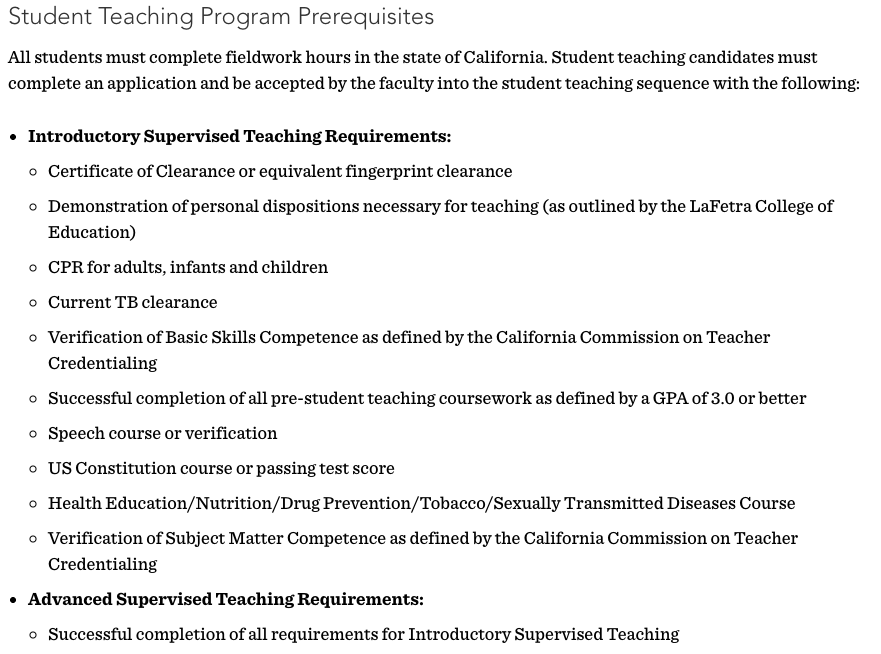 Student Teaching Program Prerequisites
All students must complete fieldwork hours in the state of California. Student teaching candidates must
complete an application and be accepted by the faculty into the student teaching sequence with the following:
• Introductory Supervised Teaching Requirements:
◦ Certificate of Clearance or equivalent fingerprint clearance
◦ Demonstration of personal dispositions necessary for teaching (as outlined by the LaFetra College of
Education)
◦ CPR for adults, infants and children
◦ Current TB clearance
◦ Verification of Basic Skills Competence as defined by the California Commission on Teacher
Credentialing
◦ Successful completion of all pre-student teaching coursework as defined by a GPA of 3.0 or better
◦ Speech course or verification
◦ US Constitution course or passing test score
◦ Health Education/Nutrition/Drug Prevention/Tobacco/Sexually Transmitted Diseases Course
◦ Verification of Subject Matter Competence as defined by the California Commission on Teacher
Credentialing
• Advanced Supervised Teaching Requirements:
◦ Successful completion of all requirements for Introductory Supervised Teaching